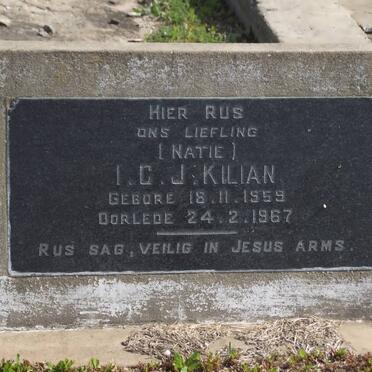 HIER RUS
ONS LIEFLING
(NATIE)
I.C.J. KILIAN
GEBORE 18.11.1959
OORLEDE 24.2.1967
RUS SAG, VEILIG IN JESUS ARMS.